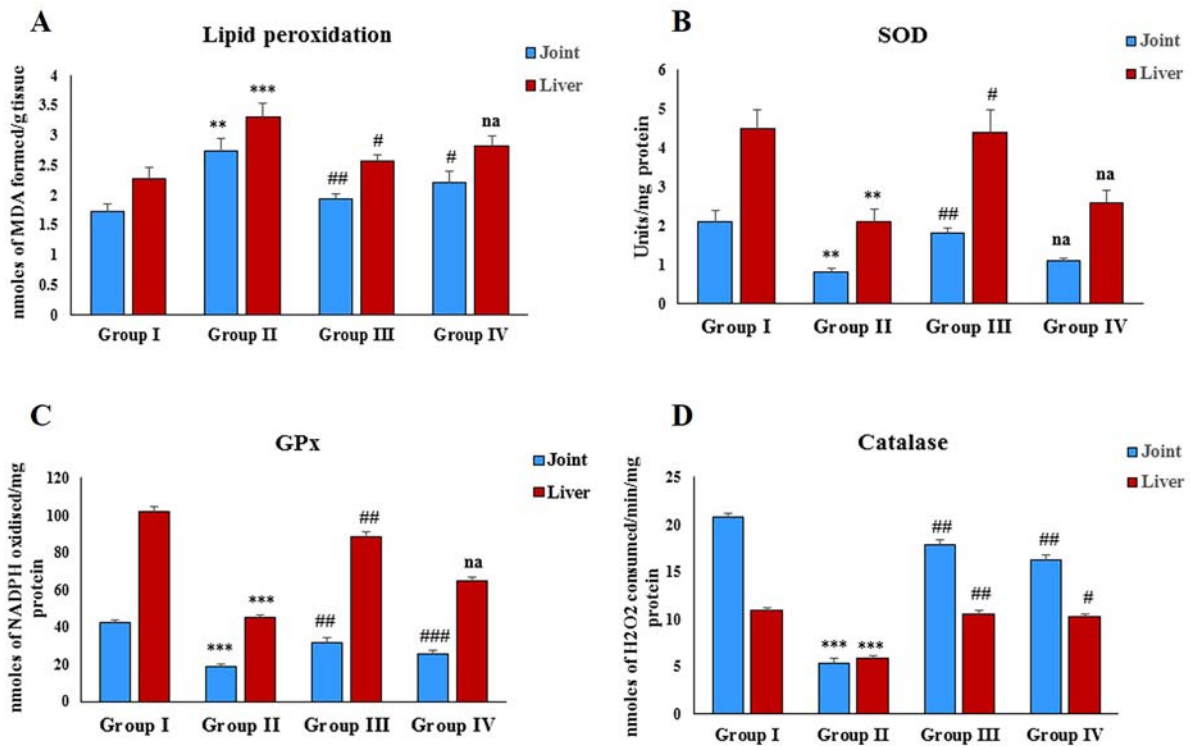 A
Lipid peroxidation
Joint
Liver
nmoles of MDA formed/gtissue
4
3.5
3
2.5
2
1.5
1
0.5
0
**
***
##
#
#
na
Group I
Group II
Group III
Group IV
B
SOD
Joint
Liver
Units/mg protein
6
5
4
3
2
1
0
**
**
##
#
na
na
Group I
Group II
Group III
Group IV
C
GPx
Joint
Liver
nmoles of NADPH oxidised/mg
protein
120
100
80
60
40
20
0
***
***
##
##
###
na
Group I
Group II
Group III
Group IV
D
Catalase
Joint
Liver
nmoles of H2O2 consumed/min/mg
protein
25
20
15
10
5
0
***
***
##
##
##
#
Group I
Group II
Group III
Group IV